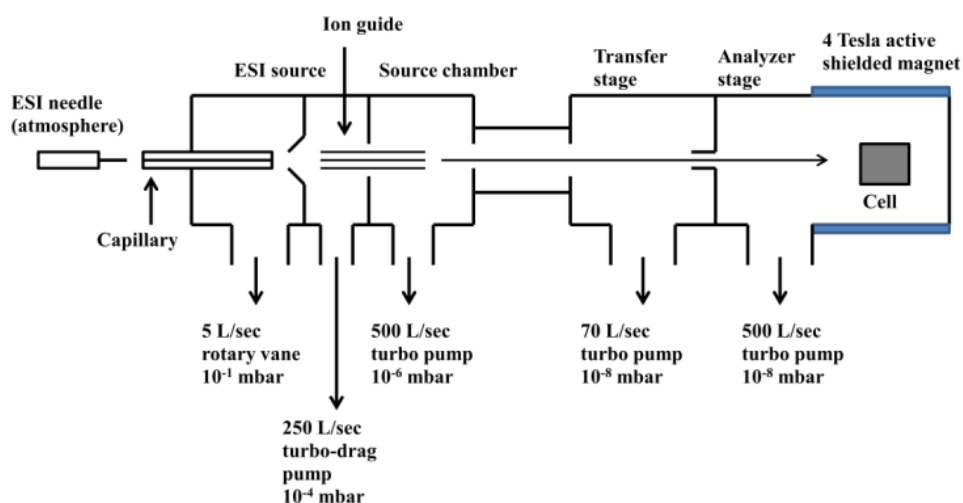 Ion guide
ESI source
Source chamber
Transfer
stage
Analyzer
stage
4 Tesla active
shielded magnet
ESI needle
(atmosphere)
Capillary
Cell
5 L/sec
rotary vane
10⁻¹ mbar
250 L/sec
turbo-drag
pump
10⁻⁴ mbar
500 L/sec
turbo pump
10⁻⁶ mbar
70 L/sec
turbo pump
10⁻⁸ mbar
500 L/sec
turbo pump
10⁻⁸ mbar